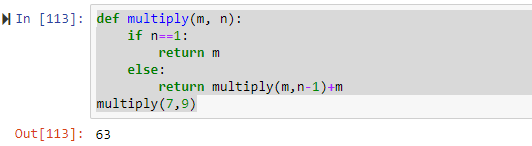 In [113]: def multiply(m, n):
    if n==1:
        return m
    else:
        return multiply(m,n-1)+m
multiply(7,9)
Out[113]: 63